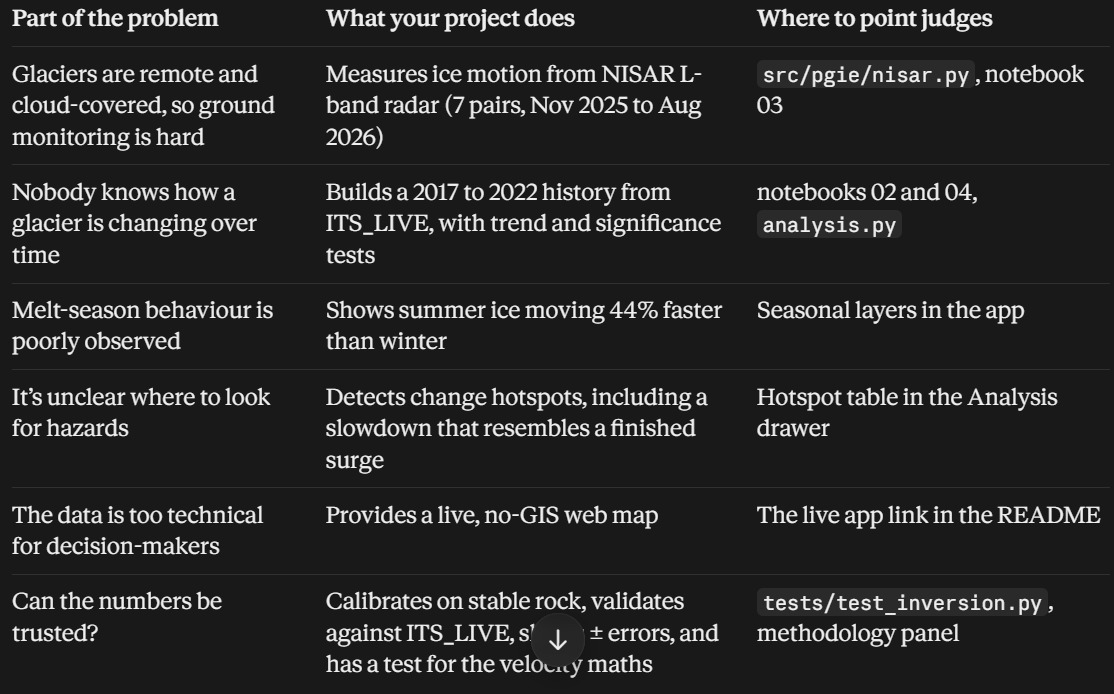 Part of the problem
What your project does
Where to point judges
Glaciers are remote and
cloud-covered, so ground
monitoring is hard
Measures ice motion from NISAR L-
band radar (7 pairs, Nov 2025 to Aug
2026)
src/pgie/nisar.py, notebook
03
Nobody knows how a
glacier is changing over
time
Builds a 2017 to 2022 history from
ITS_LIVE, with trend and significance
tests
notebooks 02 and 04,
analysis.py
Melt-season behaviour is
poorly observed
Shows summer ice moving 44% faster
than winter
Seasonal layers in the app
It’s unclear where to look
for hazards
Detects change hotspots, including a
slowdown that resembles a finished
surge
Hotspot table in the Analysis
drawer
The data is too technical
for decision-makers
Provides a live, no-GIS web map
The live app link in the README
Can the numbers be
trusted?
Calibrates on stable rock, validates
against ITS_LIVE, ± errors, and
has a test for the velocity maths
tests/test_inversion.py,
methodology panel